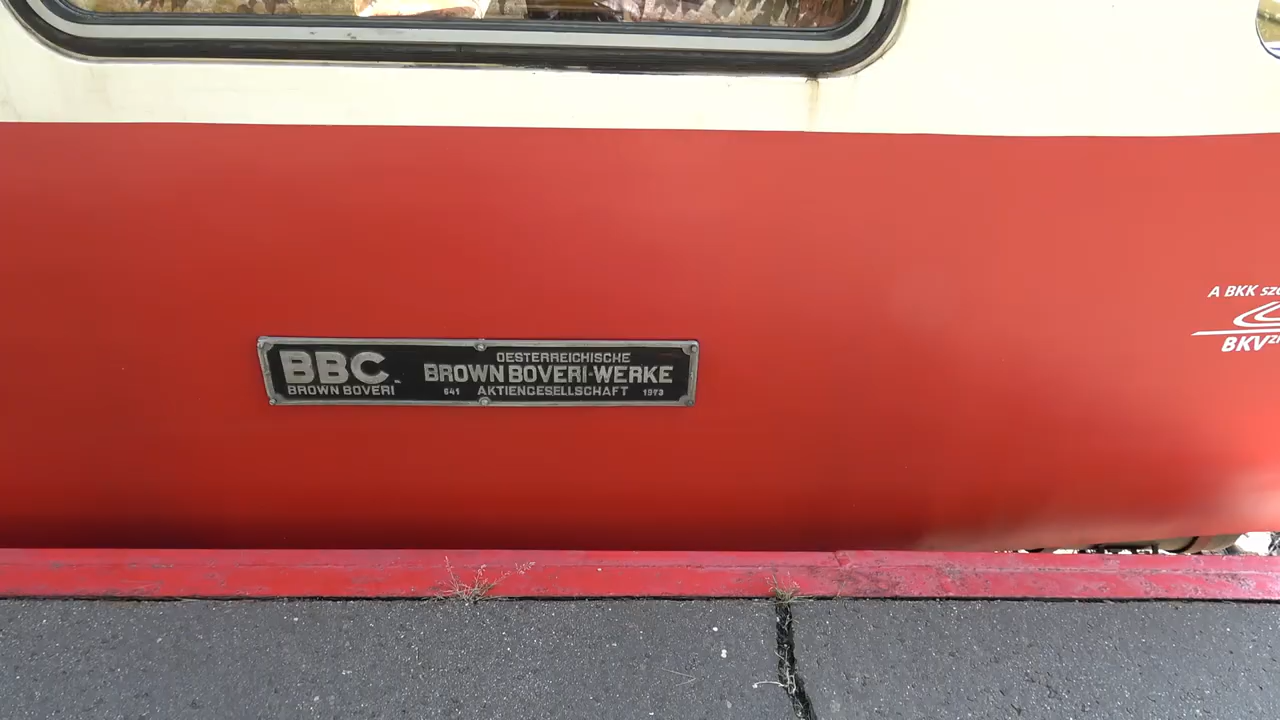 BBC
BROWN BOVERI
OESTERREICHISCHE
BROWN BOVERI-WERKE
641 AKTIENGESELLSCHAFT 1973
A BKK
BKV